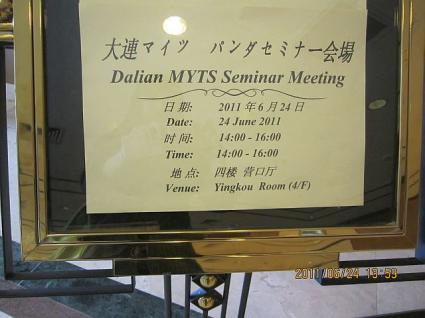 大連マイツ パンダセミナー会場
Dalian MYTS Seminar Meeting
日 期: 2011 年 6 月 24 日
Date: 24 June 2011
时 间: 14:00 - 16:00
Time: 14:00 - 16:00
地 点: 四楼 营口厅
Venue: Yingkou Room (4/F)
2011/06/24 13:53